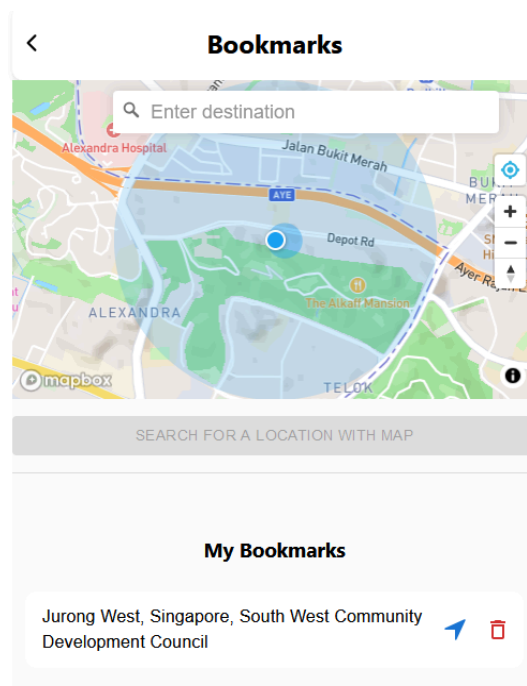 Bookmarks
Enter destination
Alexandra Hospital
Jalan Bukit Merah
AYE
Depot Rd
The Alkaff Mansion
ALEXANDRA
TELOK
mapbox
SEARCH FOR A LOCATION WITH MAP
My Bookmarks
Jurong West, Singapore, South West Community
Development Council